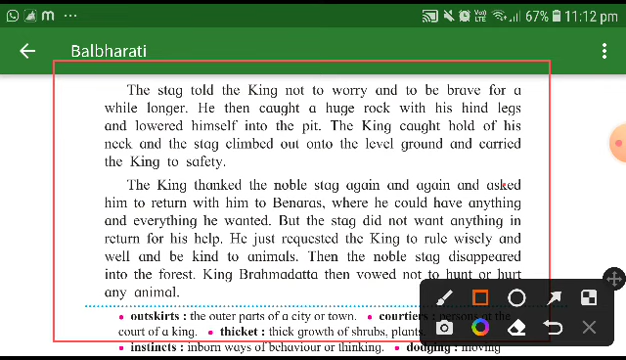 67% 11:12 pm
Balbharati
The stag told the King not to worry and to be brave for a
while longer. He then caught a huge rock with his hind legs
and lowered himself into the pit. The King caught hold of his
neck and the stag climbed out onto the level ground and carried
the King to safety.
The King thanked the noble stag again and again and asked
him to return with him to Benaras, where he could have anything
and everything he wanted. But the stag did not want anything in
return for his help. He just requested the King to rule wisely and
well and be kind to animals. Then the noble stag disappeared
into the forest. King Brahmadatta then vowed not to hunt or hurt
any animal.
• outskirts : the outer parts of a city or town. • courtiers : persons at the
court of a king. • thicket : thick growth of shrubs, plants.
• instincts : inborn ways of behaviour or thinking. • dodging : moving